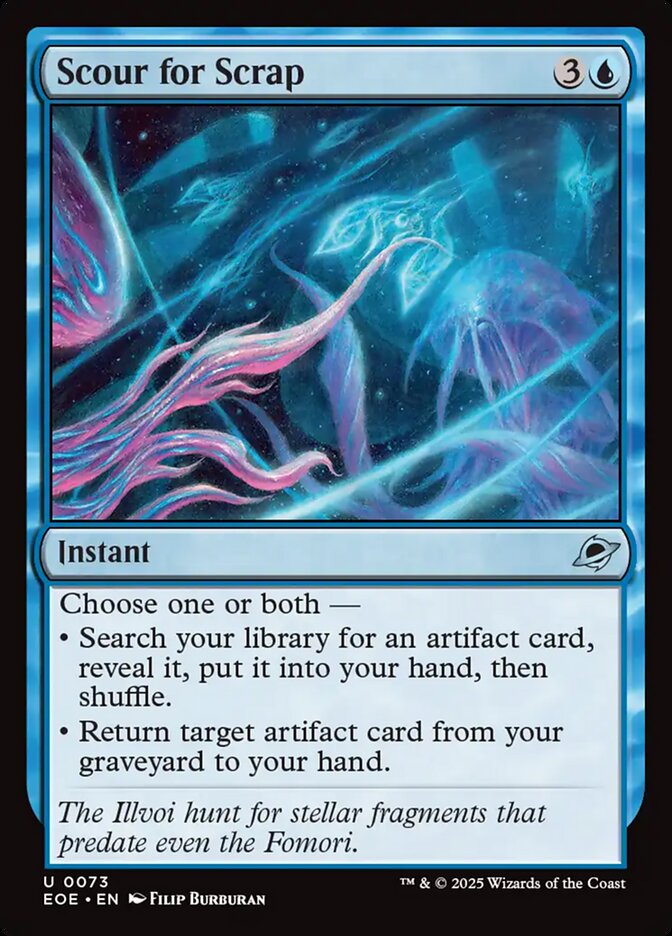 Scour for Scrap
3
Instant
Choose one or both —
• Search your library for an artifact card,
reveal it, put it into your hand, then
shuffle.
• Return target artifact card from your
graveyard to your hand.
The Illvoi hunt for stellar fragments that
predate even the Fomori.
U 0073
EOE • EN Filip Burburan
™ & © 2025 Wizards of the Coast